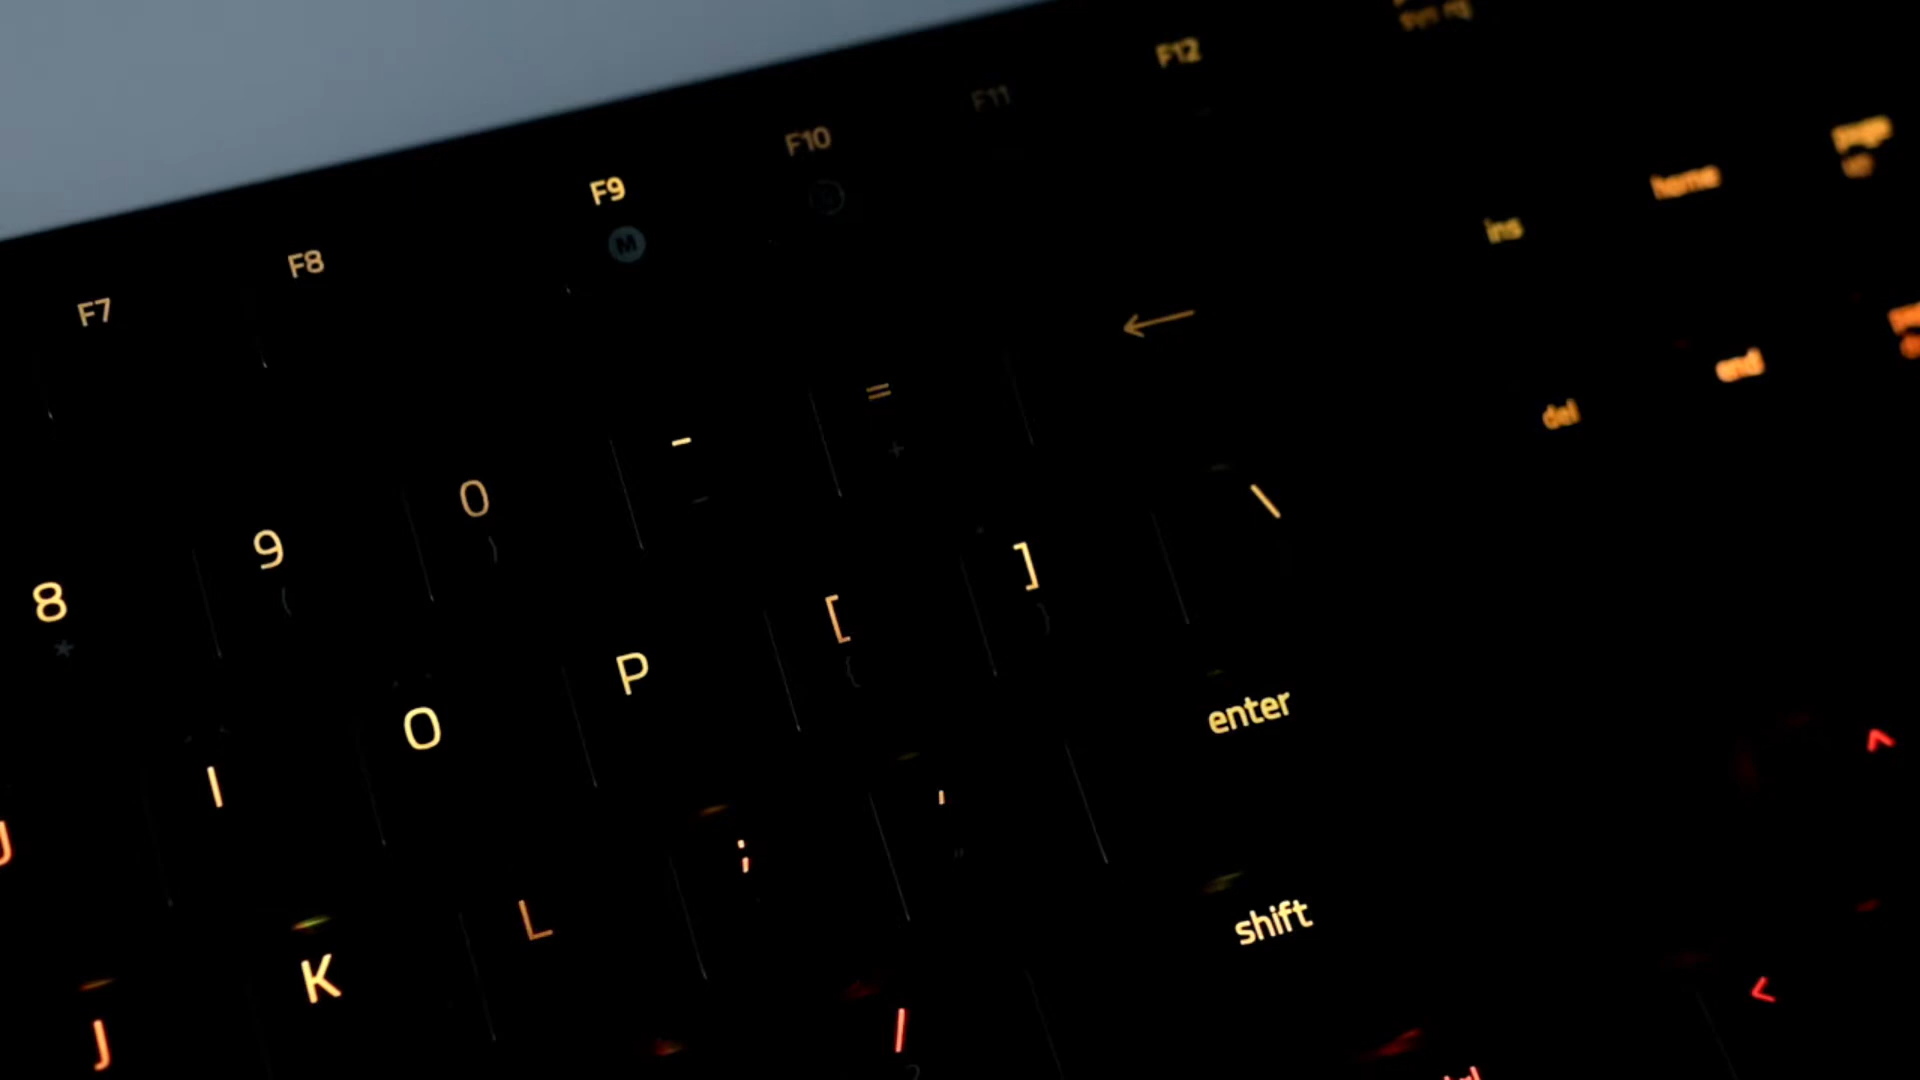 F7 F8 F9 F10 F11 F12
M
home
ins
8 9 0 - = ←
* ( ) _ +
del end
I O P [ ] \
{ }
J K L ; ' enter
"
/ shift
?
^
<